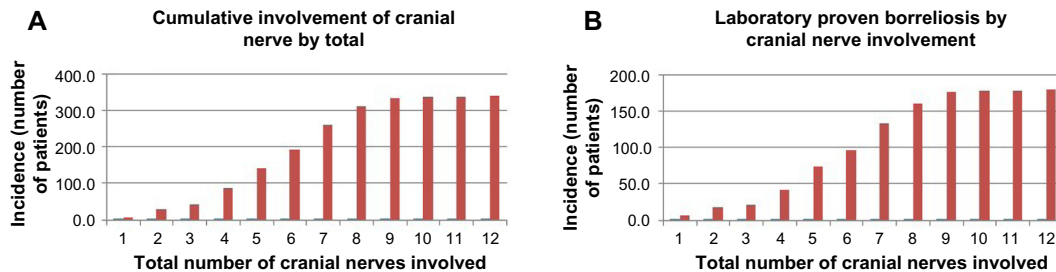 A
Cumulative involvement of cranial
nerve by total
Incidence (number
of patients)
400.0
300.0
200.0
100.0
0.0
1 2 3 4 5 6 7 8 9 10 11 12
Total number of cranial nerves involved
B
Laboratory proven borreliosis by
cranial nerve involvement
Incidence (number
of patients)
200.0
150.0
100.0
50.0
0.0
1 2 3 4 5 6 7 8 9 10 11 12
Total number of cranial nerves involved